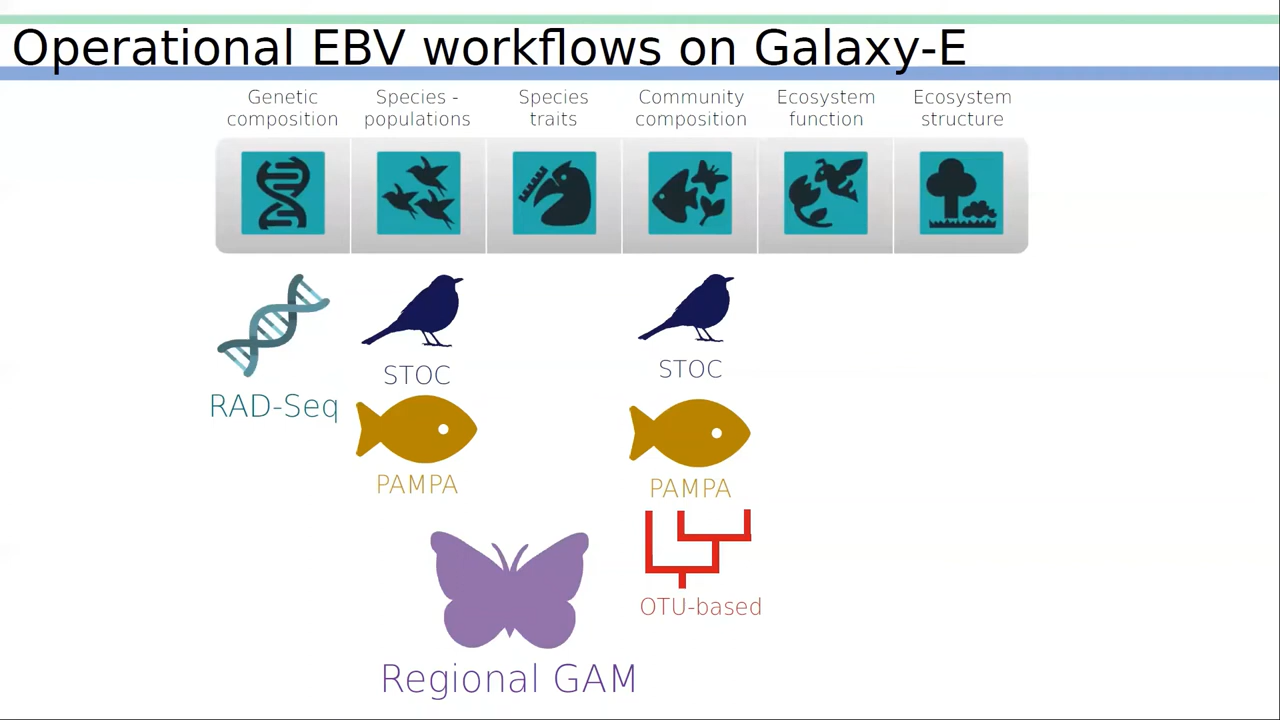 Operational EBV workflows on Galaxy-E
Genetic
composition
Species -
populations
Species
traits
Community
composition
Ecosystem
function
Ecosystem
structure
RAD-Seq
STOC
STOC
PAMPA
PAMPA
OTU-based
Regional GAM